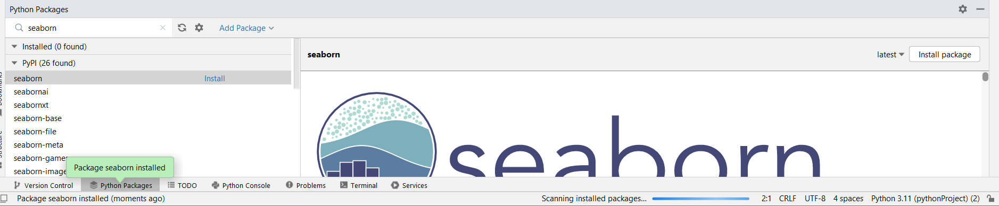 Python Packages
seaborn
Add Package
Installed (0 found)
PyPI (26 found)
seaborn Install
seabornai
seabornxt
seaborn-base
seaborn-file
seaborn-meta
seaborn-games
seaborn-image
seaborn
latest
Install package
seaborn
Package seaborn installed
Version Control
Python Packages
TODO
Python Console
Problems
Terminal
Services
Package seaborn installed (moments ago)
Scanning installed packages...
2:1
CRLF
UTF-8
4 spaces
Python 3.11 (pythonProject) (2)
Structure